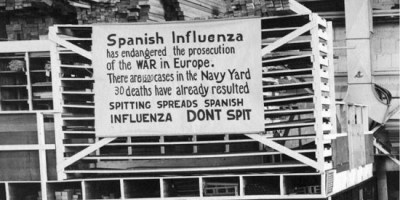 Spanish Influenza
has endangered the prosecution
of the WAR in Europe.
There are cases in the Navy Yard
30 deaths have already resulted
SPITTING SPREADS SPANISH
INFLUENZA DONT SPIT